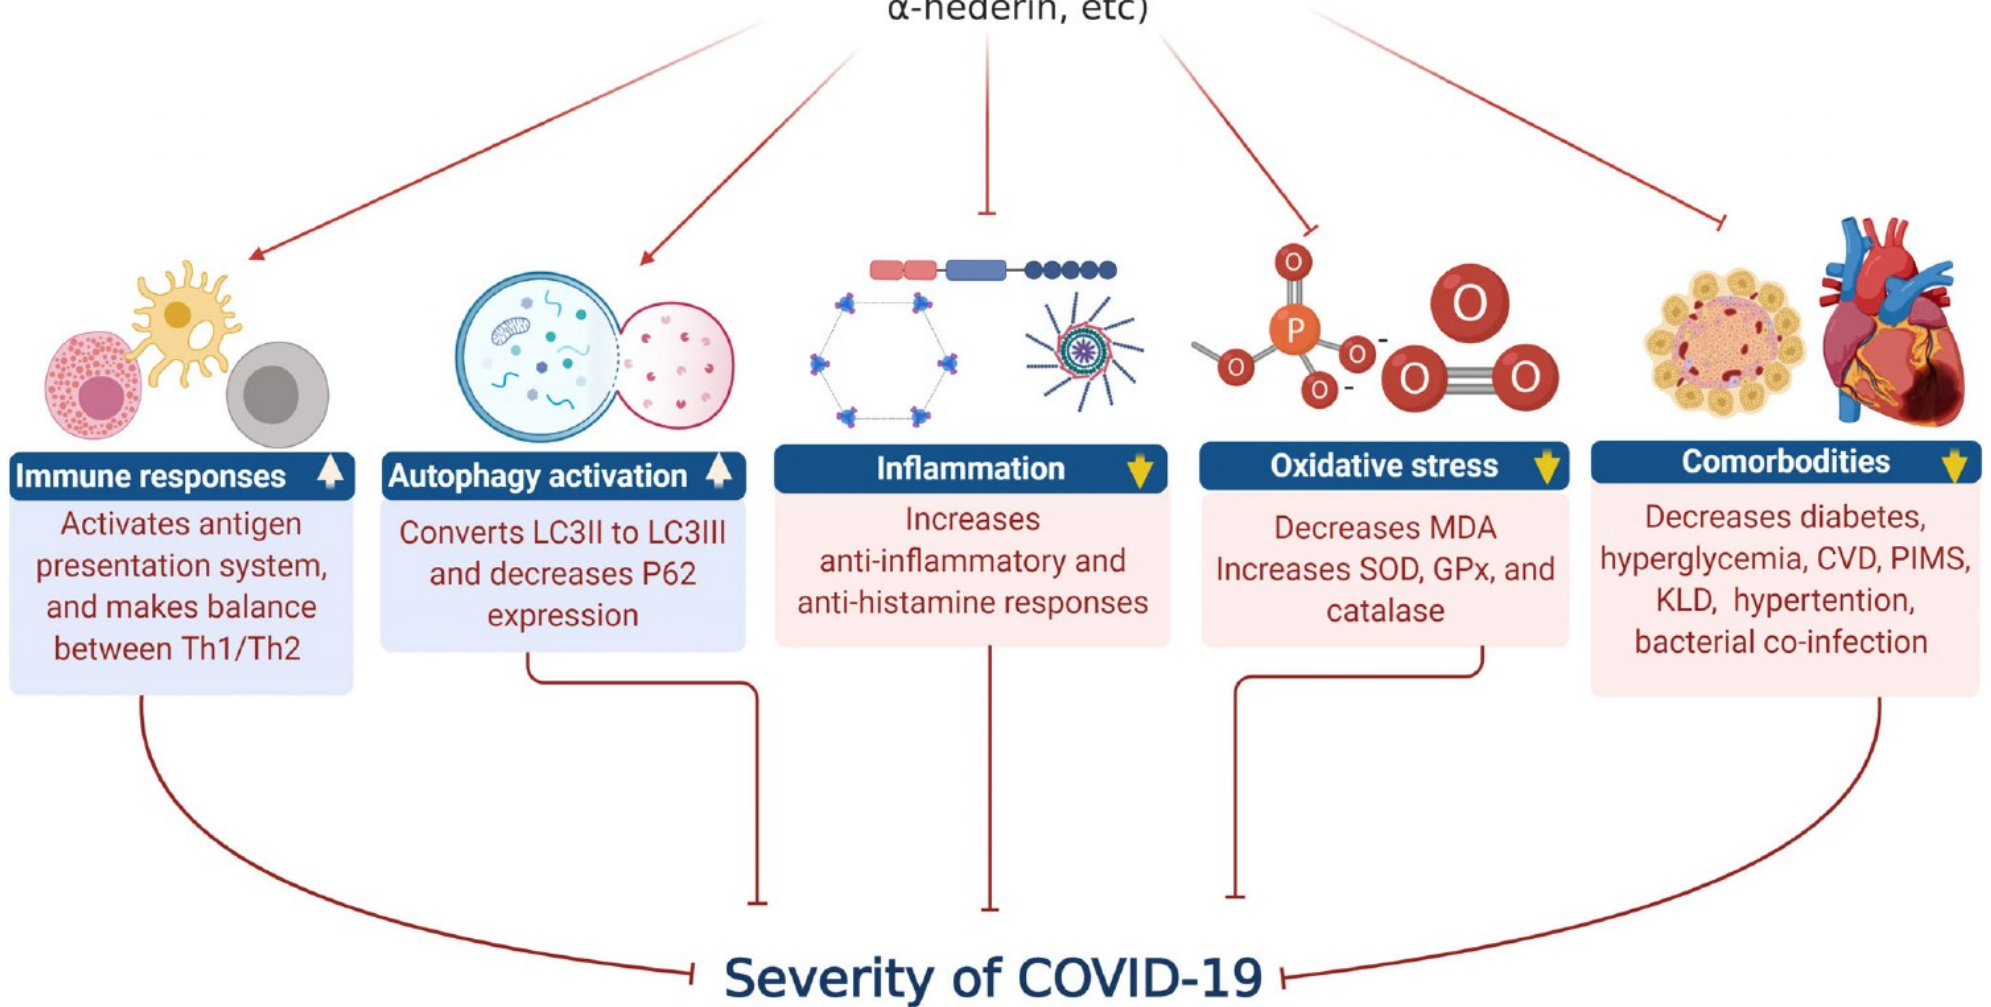 α-hederin, etc)
O
P
O
O
-
O
-
O
O
O
Immune responses
Activates antigen
presentation system,
and makes balance
between Th1/Th2
Autophagy activation
Converts LC3II to LC3III
and decreases P62
expression
Inflammation
Increases
anti-inflammatory and
anti-histamine responses
Oxidative stress
Decreases MDA
Increases SOD, GPx, and
catalase
Comorbodities
Decreases diabetes,
hyperglycemia, CVD, PIMS,
KLD, hypertention,
bacterial co-infection
Severity of COVID-19